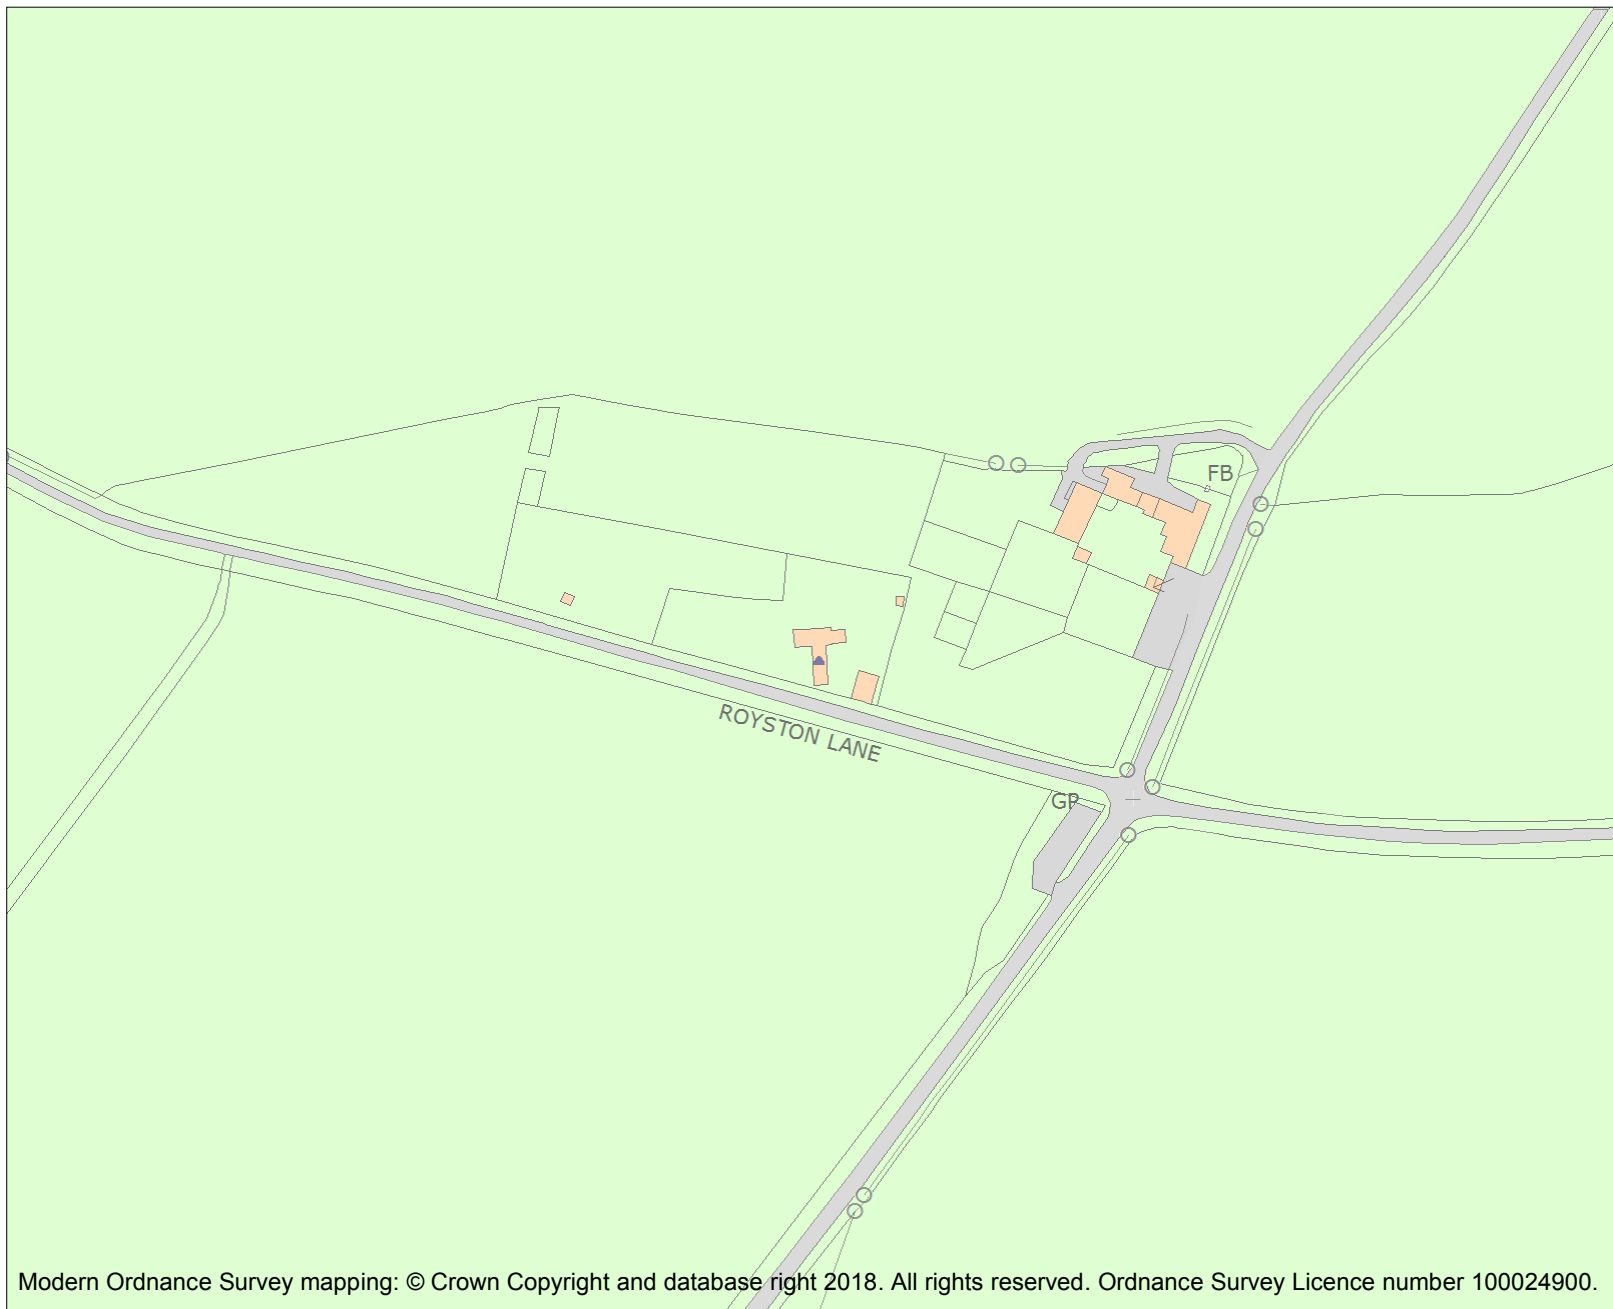 FB
ROYSTON LANE
GP
Modern Ordnance Survey mapping: © Crown Copyright and database right 2018. All rights reserved. Ordnance Survey Licence number 100024900.